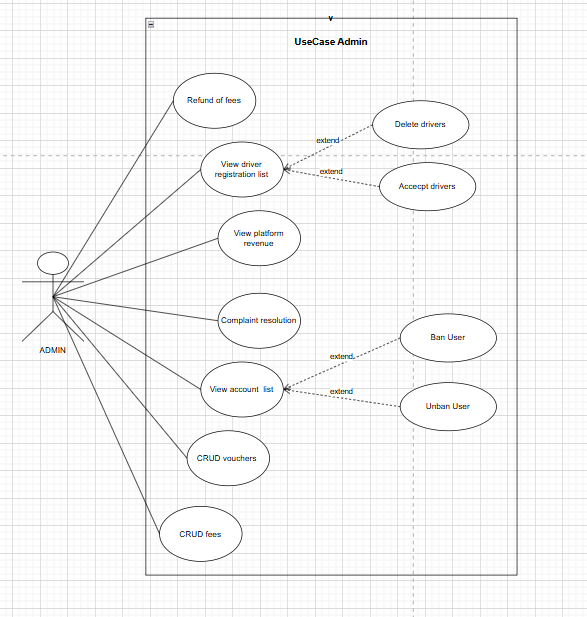 UseCase Admin
Refund of fees
Delete drivers
extend
View driver
registration list
extend
Accecpt drivers
View platform
revenue
Complaint resolution
ADMIN
Ban User
extend
View account list
extend
Unban User
CRUD vouchers
CRUD fees